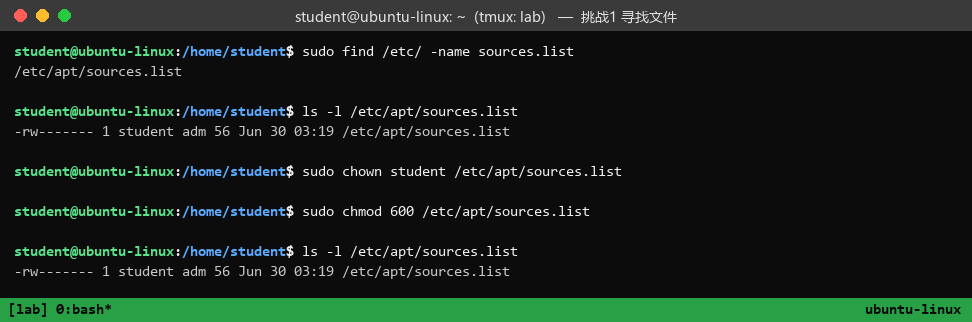 student@ubuntu-linux: ~ (tmux: lab) — 挑战1 寻找文件
student@ubuntu-linux:/home/student$ sudo find /etc/ -name sources.list
/etc/apt/sources.list
student@ubuntu-linux:/home/student$ ls -l /etc/apt/sources.list
-rw------- 1 student adm 56 Jun 30 03:19 /etc/apt/sources.list
student@ubuntu-linux:/home/student$ sudo chown student /etc/apt/sources.list
student@ubuntu-linux:/home/student$ sudo chmod 600 /etc/apt/sources.list
student@ubuntu-linux:/home/student$ ls -l /etc/apt/sources.list
-rw------- 1 student adm 56 Jun 30 03:19 /etc/apt/sources.list
[lab] 0:bash* ubuntu-linux